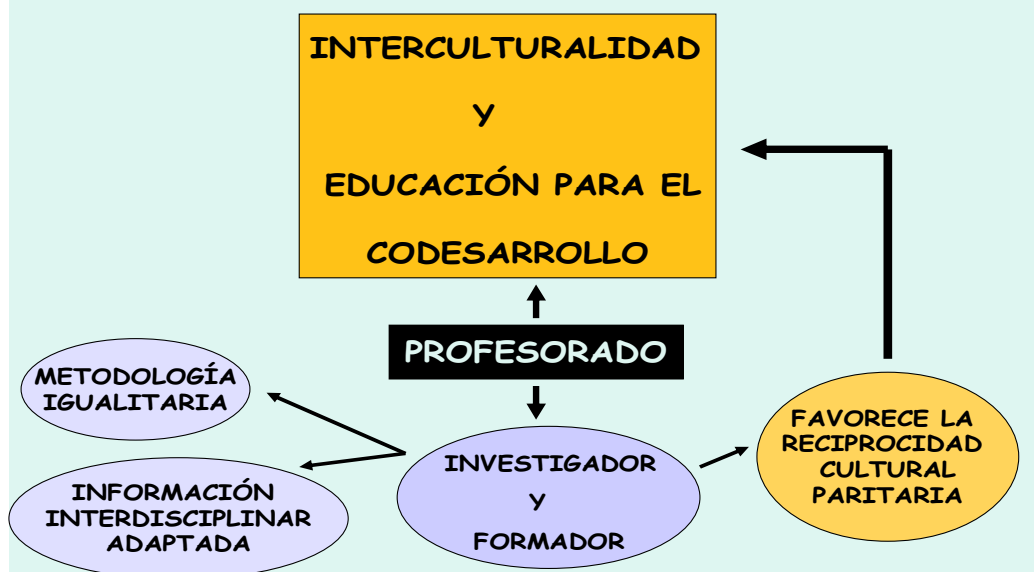 INTERCULTURALIDAD
Y
EDUCACIÓN PARA EL
CODESARROLLO
PROFESORADO
METODOLOGÍA
IGUALITARIA
INFORMACIÓN
INTERDISCIPLINAR
ADAPTADA
INVESTIGADOR
Y
FORMADOR
FAVORECE LA
RECIPROCIDAD
CULTURAL
PARITARIA